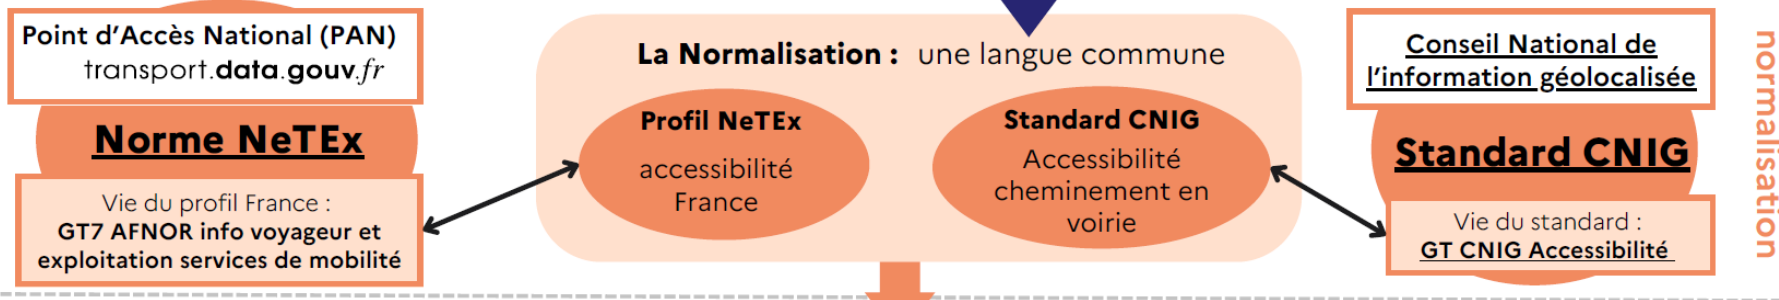 Point d'Accès National (PAN)
transport.data.gouv.fr
Norme NeTEx
Vie du profil France :
GT7 AFNOR info voyageur et
exploitation services de mobilité
La Normalisation : une langue commune
Profil NeTEx
accessibilité
France
Standard CNIG
Accessibilité
cheminement en
voirie
Conseil National de
l'information géolocalisée
Standard CNIG
Vie du standard :
GT CNIG Accessibilité
normalisation